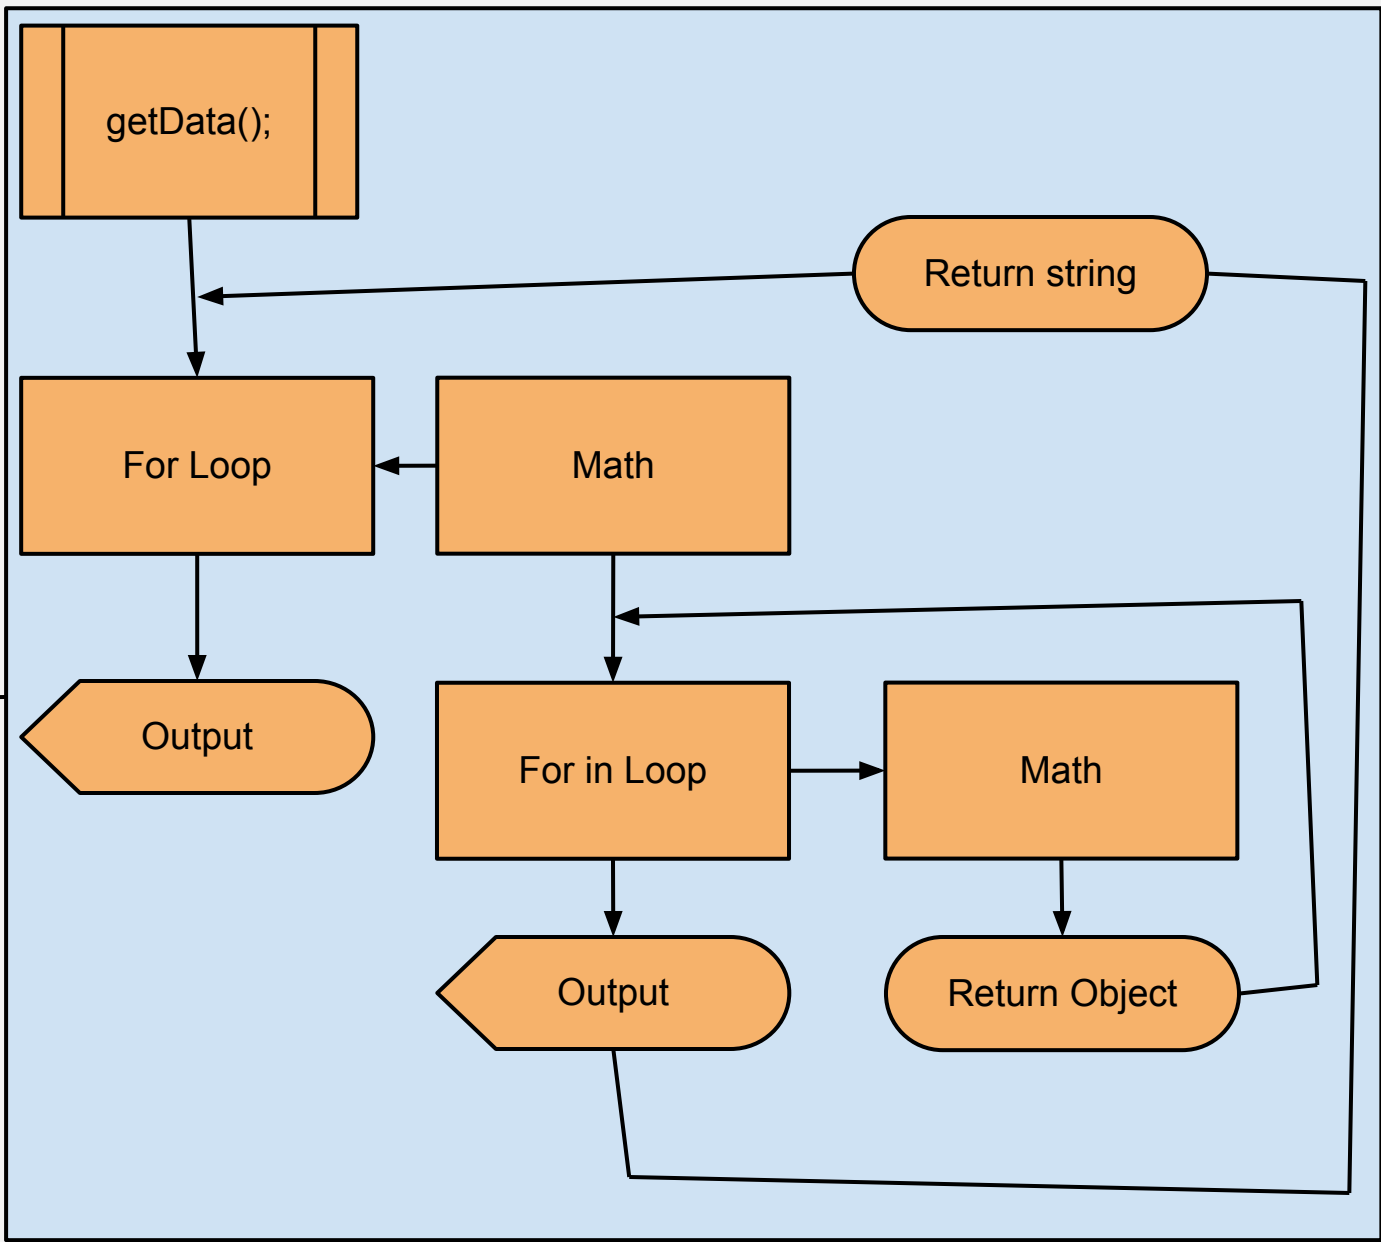 getData();
Return string
For Loop
Math
Output
For in Loop
Math
Output
Return Object